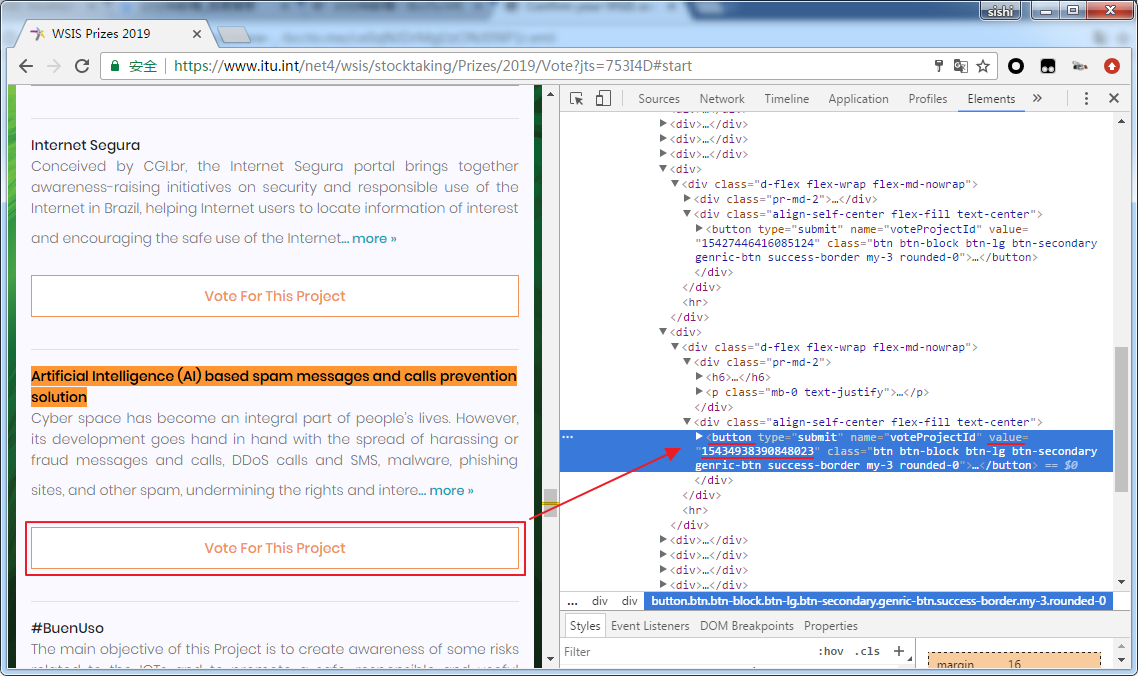 sishi
WSIS Prizes 2019
安全
https://www.itu.int/net4/wsis/stocktaking/Prizes/2019/Vote?jts=753I4D#start
Internet Segura
Conceived by CGI.br, the Internet Segura portal brings together
awareness-raising initiatives on security and responsible use of the
Internet in Brazil, helping Internet users to locate information of interest
and encouraging the safe use of the Internet... more »
Vote For This Project
Artificial Intelligence (AI) based spam messages and calls prevention
solution
Cyber space has become an integral part of people's lives. However,
its development goes hand in hand with the spread of harassing or
fraud messages and calls, DDoS calls and SMS, malware, phishing
sites, and other spam, undermining the rights and intere... more »
Vote For This Project
#BuenUso
The main objective of this Project is to create awareness of some risks
related to the IOTs and to promote a safe, responsible and useful
Sources Network Timeline Application Profiles Elements »
<div>…</div>
<div>…</div>
<div>…</div>
<div>
<div class="d-flex flex-wrap flex-md-nowrap">
<div class="pr-md-2">…</div>
<div class="align-self-center flex-fill text-center">
<button type="submit" name="voteProjectId" value=
"15427446416085124" class="btn btn-block btn-lg btn-secondary
genric-btn success-border my-3 rounded-0">…</button>
</div>
</div>
<hr>
</div>
<div>
<div class="d-flex flex-wrap flex-md-nowrap">
<div class="pr-md-2">
<h6>…</h6>
<p class="mb-0 text-justify">…</p>
</div>
<div class="align-self-center flex-fill text-center">
<button type="submit" name="voteProjectId" value=
"15434938390848023" class="btn btn-block btn-lg btn-secondary
genric-btn success-border my-3 rounded-0">…</button> == $0
</div>
</div>
<hr>
</div>
<div>…</div>
<div>…</div>
<div>…</div>
<div>…</div>
... div div button.btn.btn-block.btn-lg.btn-secondary.genric-btn.success-border.my-3.rounded-0
Styles Event Listeners DOM Breakpoints Properties
Filter :hov .cls +
margin 16